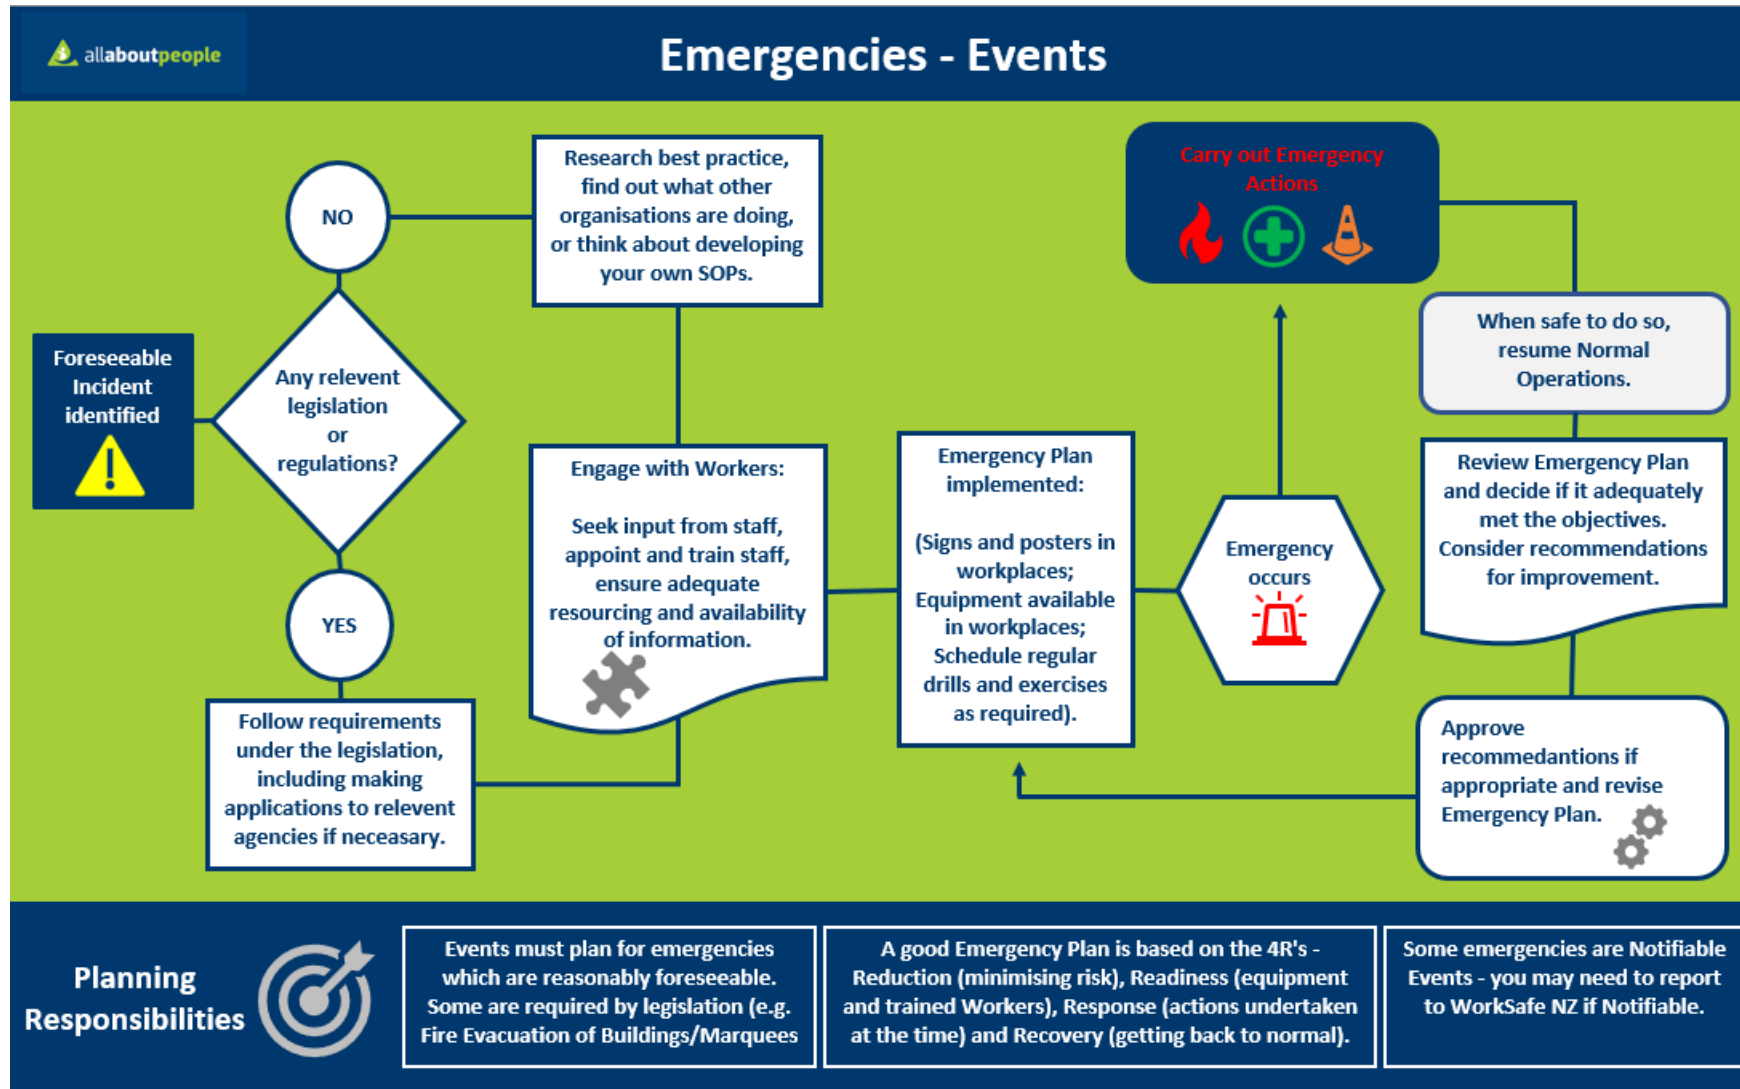 allaboutpeople
Emergencies - Events
NO
Research best practice,
find out what other
organisations are doing,
or think about developing
your own SOPs.
Carry out Emergency
Actions
Foreseeable
Incident
identified
Any relevent
legislation
or
regulations?
When safe to do so,
resume Normal
Operations.
YES
Engage with Workers:
Seek input from staff,
appoint and train staff,
ensure adequate
resourcing and availability
of information.
Emergency Plan
implemented:
(Signs and posters in
workplaces;
Equipment available
in workplaces;
Schedule regular
drills and exercises
as required).
Emergency
occurs
Review Emergency Plan
and decide if it adequately
met the objectives.
Consider recommendations
for improvement.
Follow requirements
under the legislation,
including making
applications to relevent
agencies if neceasary.
Approve
recommedantions if
appropriate and revise
Emergency Plan.
Planning
Responsibilities
Events must plan for emergencies
which are reasonably foreseeable.
Some are required by legislation (e.g.
Fire Evacuation of Buildings/Marquees
A good Emergency Plan is based on the 4R's -
Reduction (minimising risk), Readiness (equipment
and trained Workers), Response (actions undertaken
at the time) and Recovery (getting back to normal).
Some emergencies are Notifiable
Events - you may need to report
to WorkSafe NZ if Notifiable.